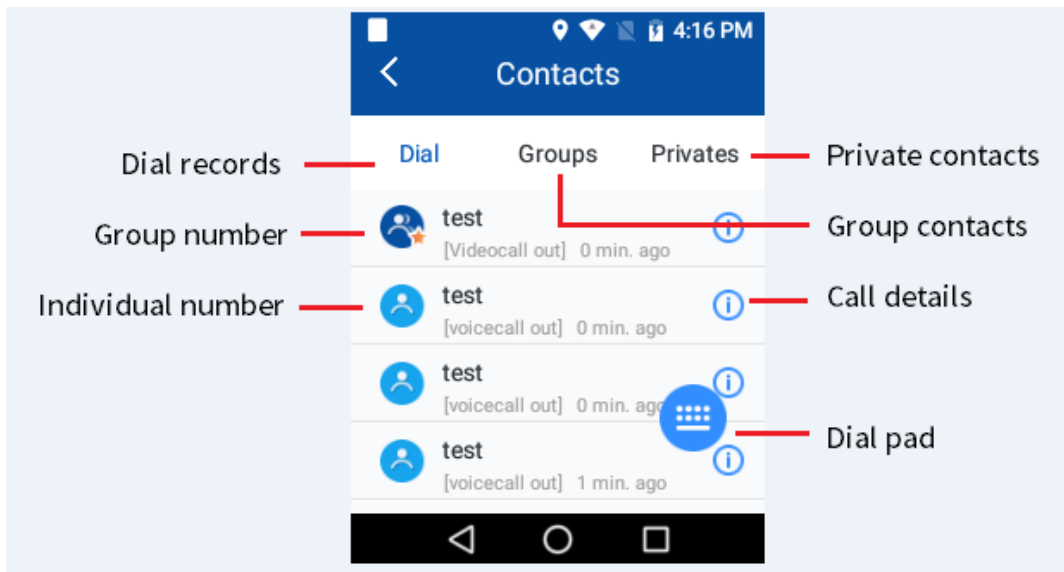 4:16 PM
Contacts
Dial Groups Privates
Dial records
Private contacts
Group number
test
[Videocall out] 0 min. ago
Group contacts
Individual number
test
[voicecall out] 0 min. ago
Call details
test
[voicecall out] 0 min. ago
Dial pad
test
[voicecall out] 1 min. ago